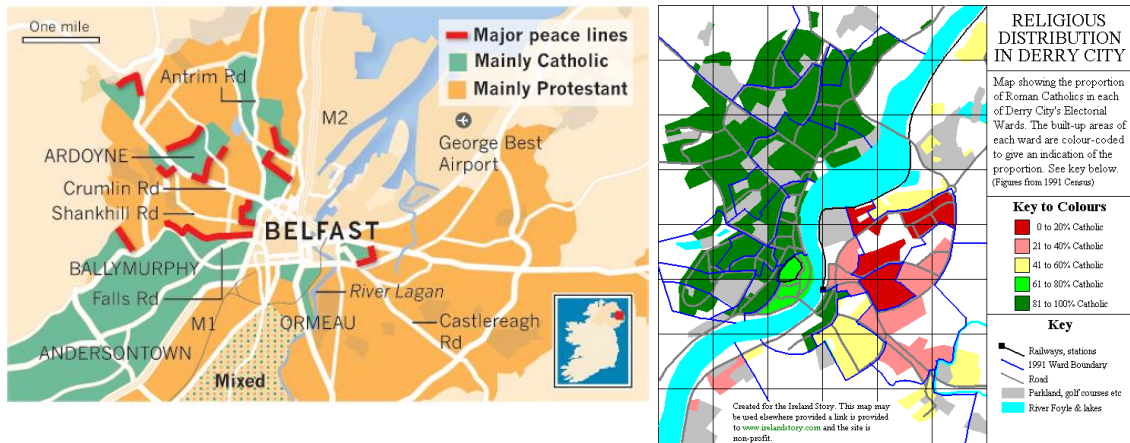 One mile
Major peace lines
Mainly Catholic
Mainly Protestant
Antrim Rd
M2
George Best
Airport
ARDOYNE
Crumlin Rd
Shankhill Rd
BELFAST
BALLYMURPHY
Falls Rd
River Lagan
M1
ORMEAU
Castlereagh
Rd
ANDERSONTOWN
Mixed
RELIGIOUS
DISTRIBUTION
IN DERRY CITY
Map showing the proportion
of Roman Catholics in each
of Derry City's Electorial
Wards. The built-up areas of
each ward are colour-coded
to give an indication of the
proportion. See key below.
(Figures from 1991 Census)
Key to Colours
0 to 20% Catholic
21 to 40% Catholic
41 to 60% Catholic
61 to 80% Catholic
81 to 100% Catholic
Key
Railways, stations
1991 Ward Boundary
Road
Parkland, golf courses etc
River Foyle & lakes
Created for the Ireland Story. This map may
be used elsewhere provided a link is provided
to www.irelandstory.com and the site is
non-profit.